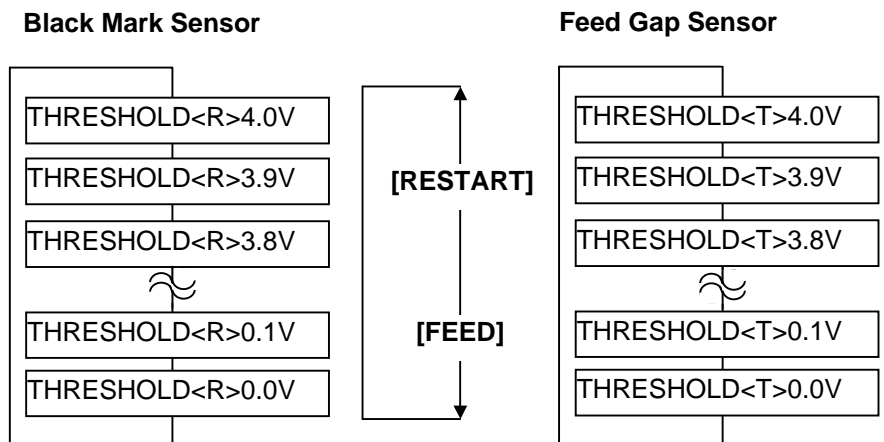 Black Mark Sensor
THRESHOLD<R>4.0V
THRESHOLD<R>3.9V
THRESHOLD<R>3.8V
THRESHOLD<R>0.1V
THRESHOLD<R>0.0V
[RESTART]
[FEED]
Feed Gap Sensor
THRESHOLD<T>4.0V
THRESHOLD<T>3.9V
THRESHOLD<T>3.8V
THRESHOLD<T>0.1V
THRESHOLD<T>0.0V